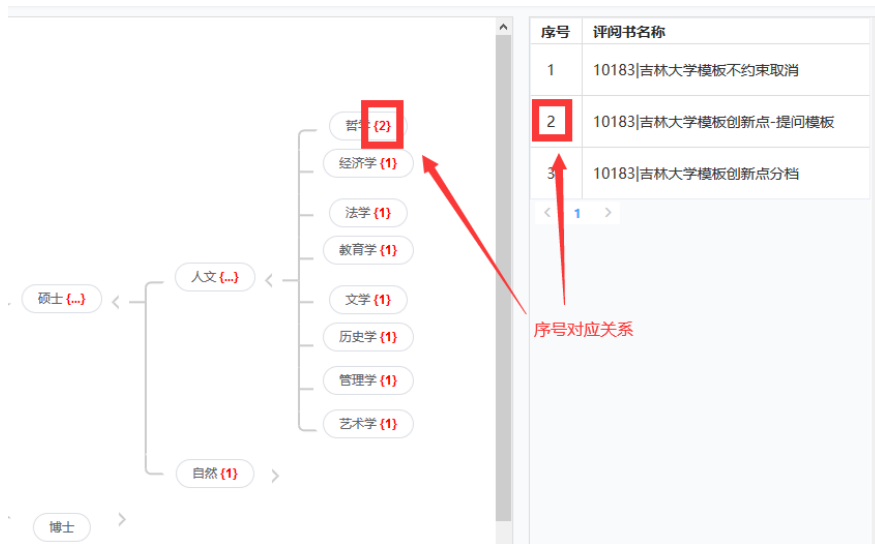 序号 评阅书名称
1 10183|吉林大学模板不约束取消
2 10183|吉林大学模板创新点-提问模板
3 10183|吉林大学模板创新点分档
< 1 >
哲学 {2}
经济学 {1}
法学 {1}
教育学 {1}
人文 {...}
硕士 {...}
文学 {1}
历史学 {1}
管理学 {1}
艺术学 {1}
自然 {1}
博士
序号对应关系